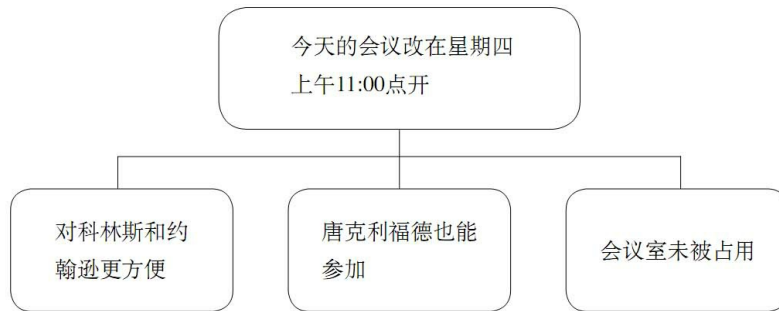 今天的会议改在星期四
上午11:00点开
对科林斯和约
翰逊更方便
唐克利福德也能
参加
会议室未被占用